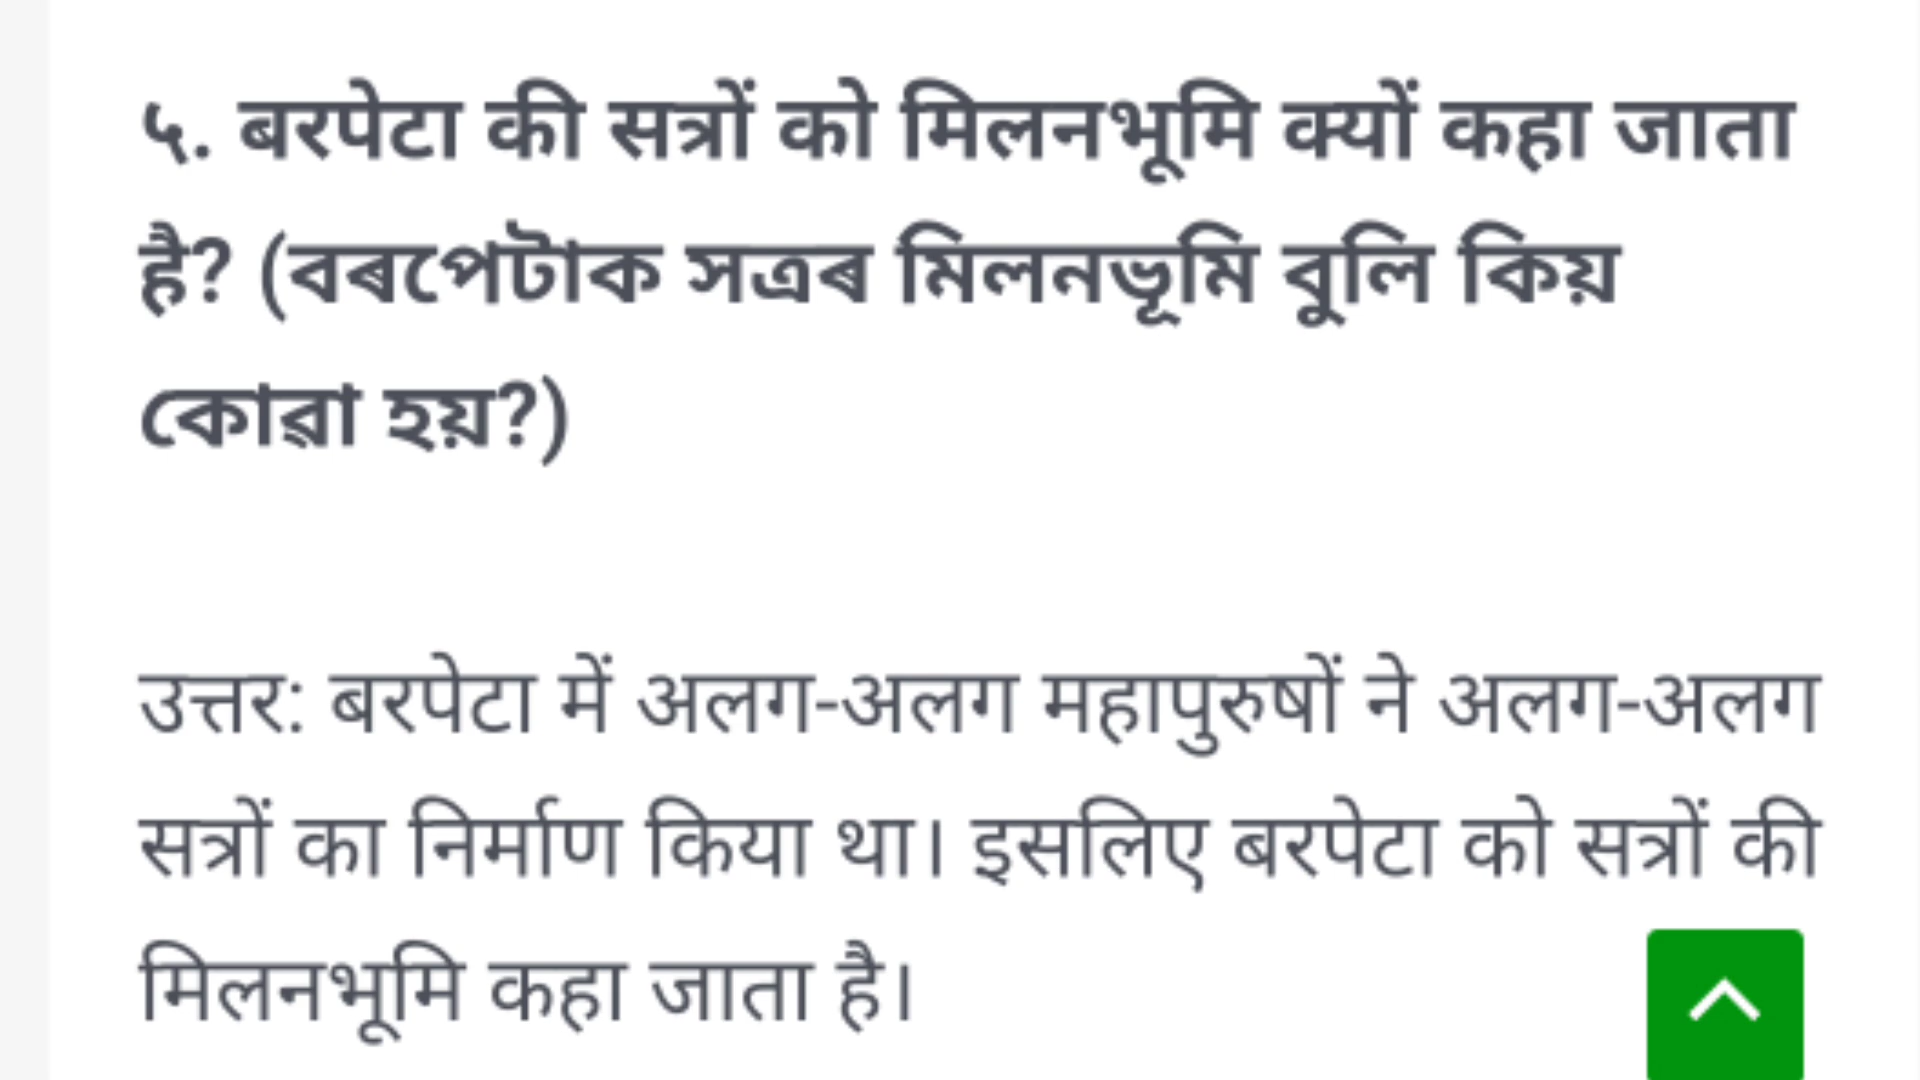 ५. बरपेटा की सत्रों को मिलनभूमि क्यों कहा जाता
है? (বৰপেটাক সত্ৰৰ মিলনভূমি বুলি কিয়
কোৱা হয়?)
उत्तर: बरपेटा में अलग-अलग महापुरुषों ने अलग-अलग
सत्रों का निर्माण किया था। इसलिए बरपेटा को सत्रों की
मिलनभूमि कहा जाता है।